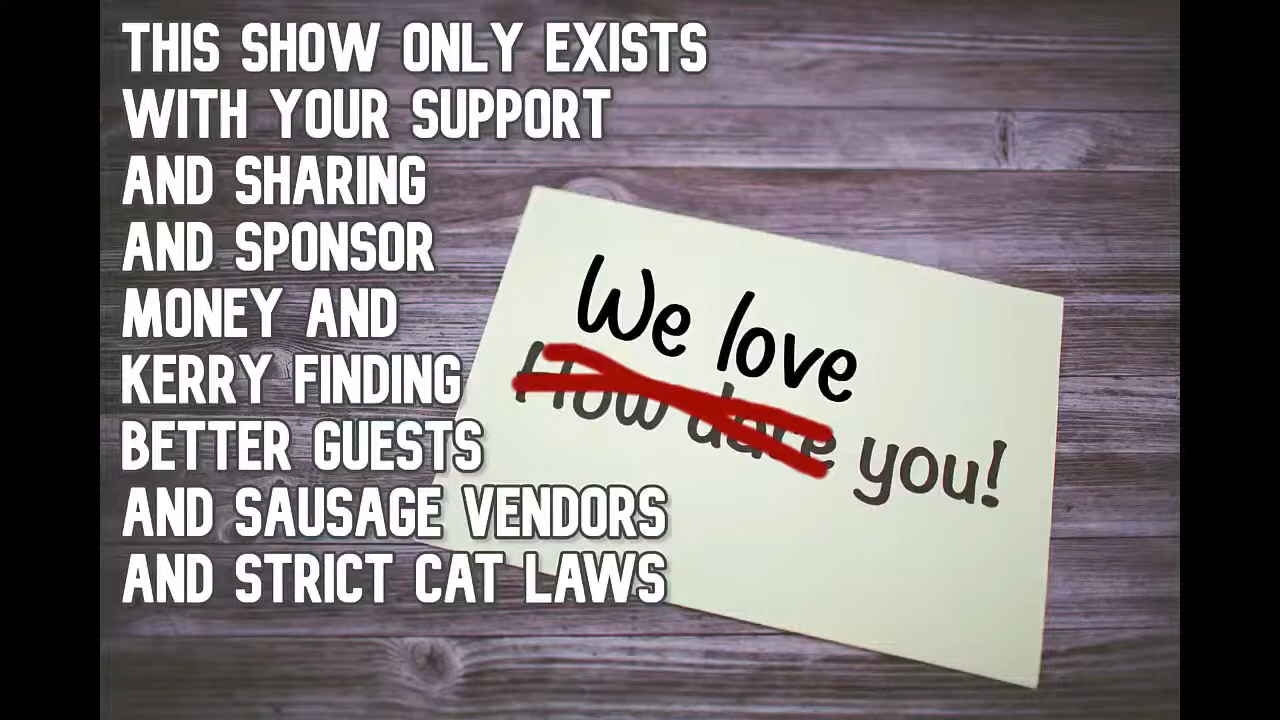 THIS SHOW ONLY EXISTS
WITH YOUR SUPPORT
AND SHARING
AND SPONSOR
MONEY AND
KERRY FINDING
BETTER GUESTS
AND SAUSAGE VENDORS
AND STRICT CAT LAWS
We love
How dare you!